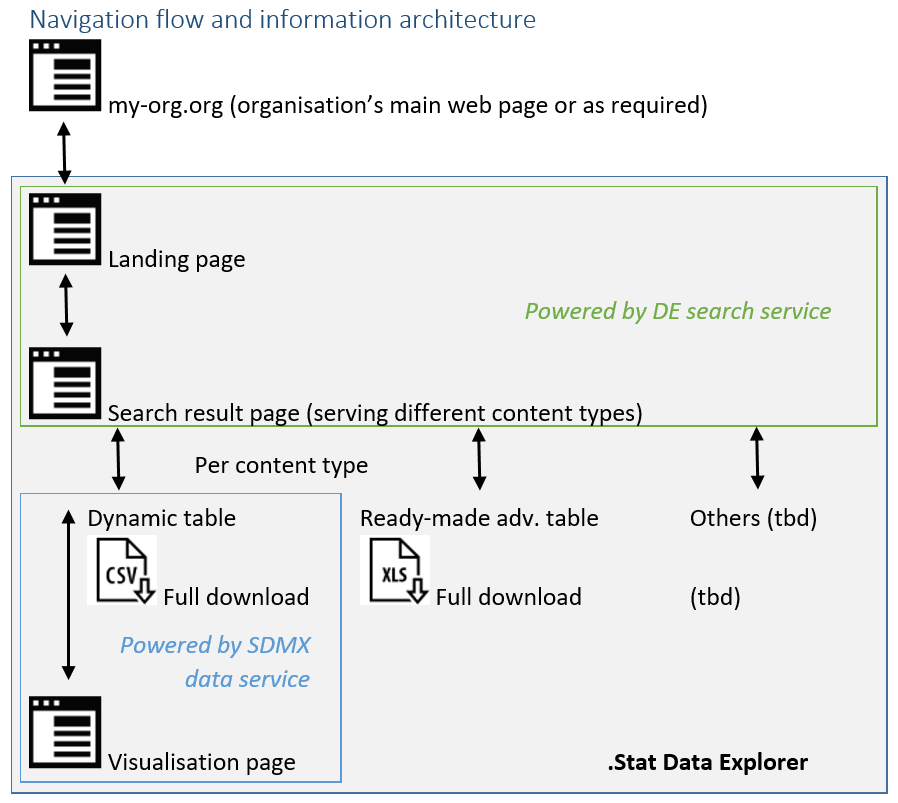 Navigation flow and information architecture
my-org.org (organisation’s main web page or as required)
Landing page
Powered by DE search service
Search result page (serving different content types)
Per content type
Dynamic table
Ready-made adv. table
Others (tbd)
CSV
Full download
XLS
Full download
(tbd)
Powered by SDMX
data service
Visualisation page
.Stat Data Explorer